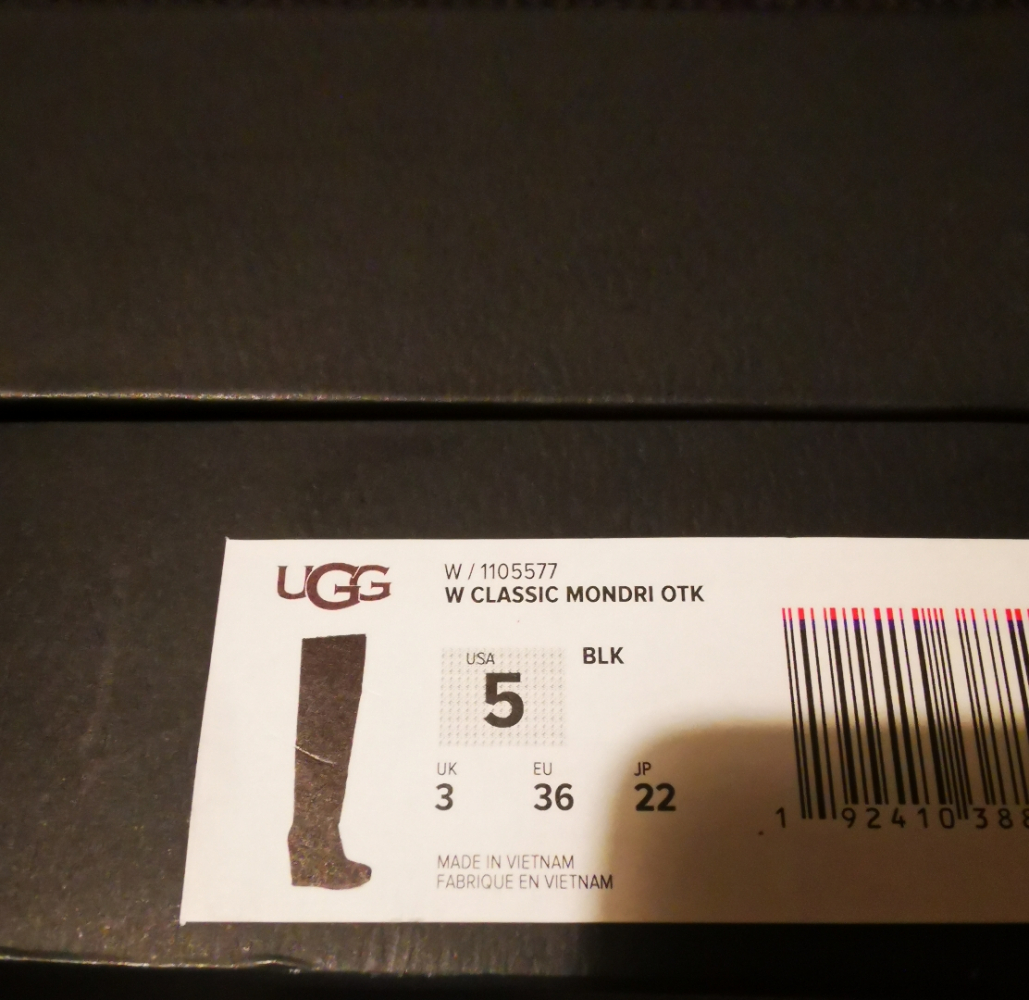 UGG
W / 1105577
W CLASSIC MONDRI OTK
USA
5
BLK
UK EU JP
3 36 22
MADE IN VIETNAM
FABRIQUE EN VIETNAM
1 92410 388